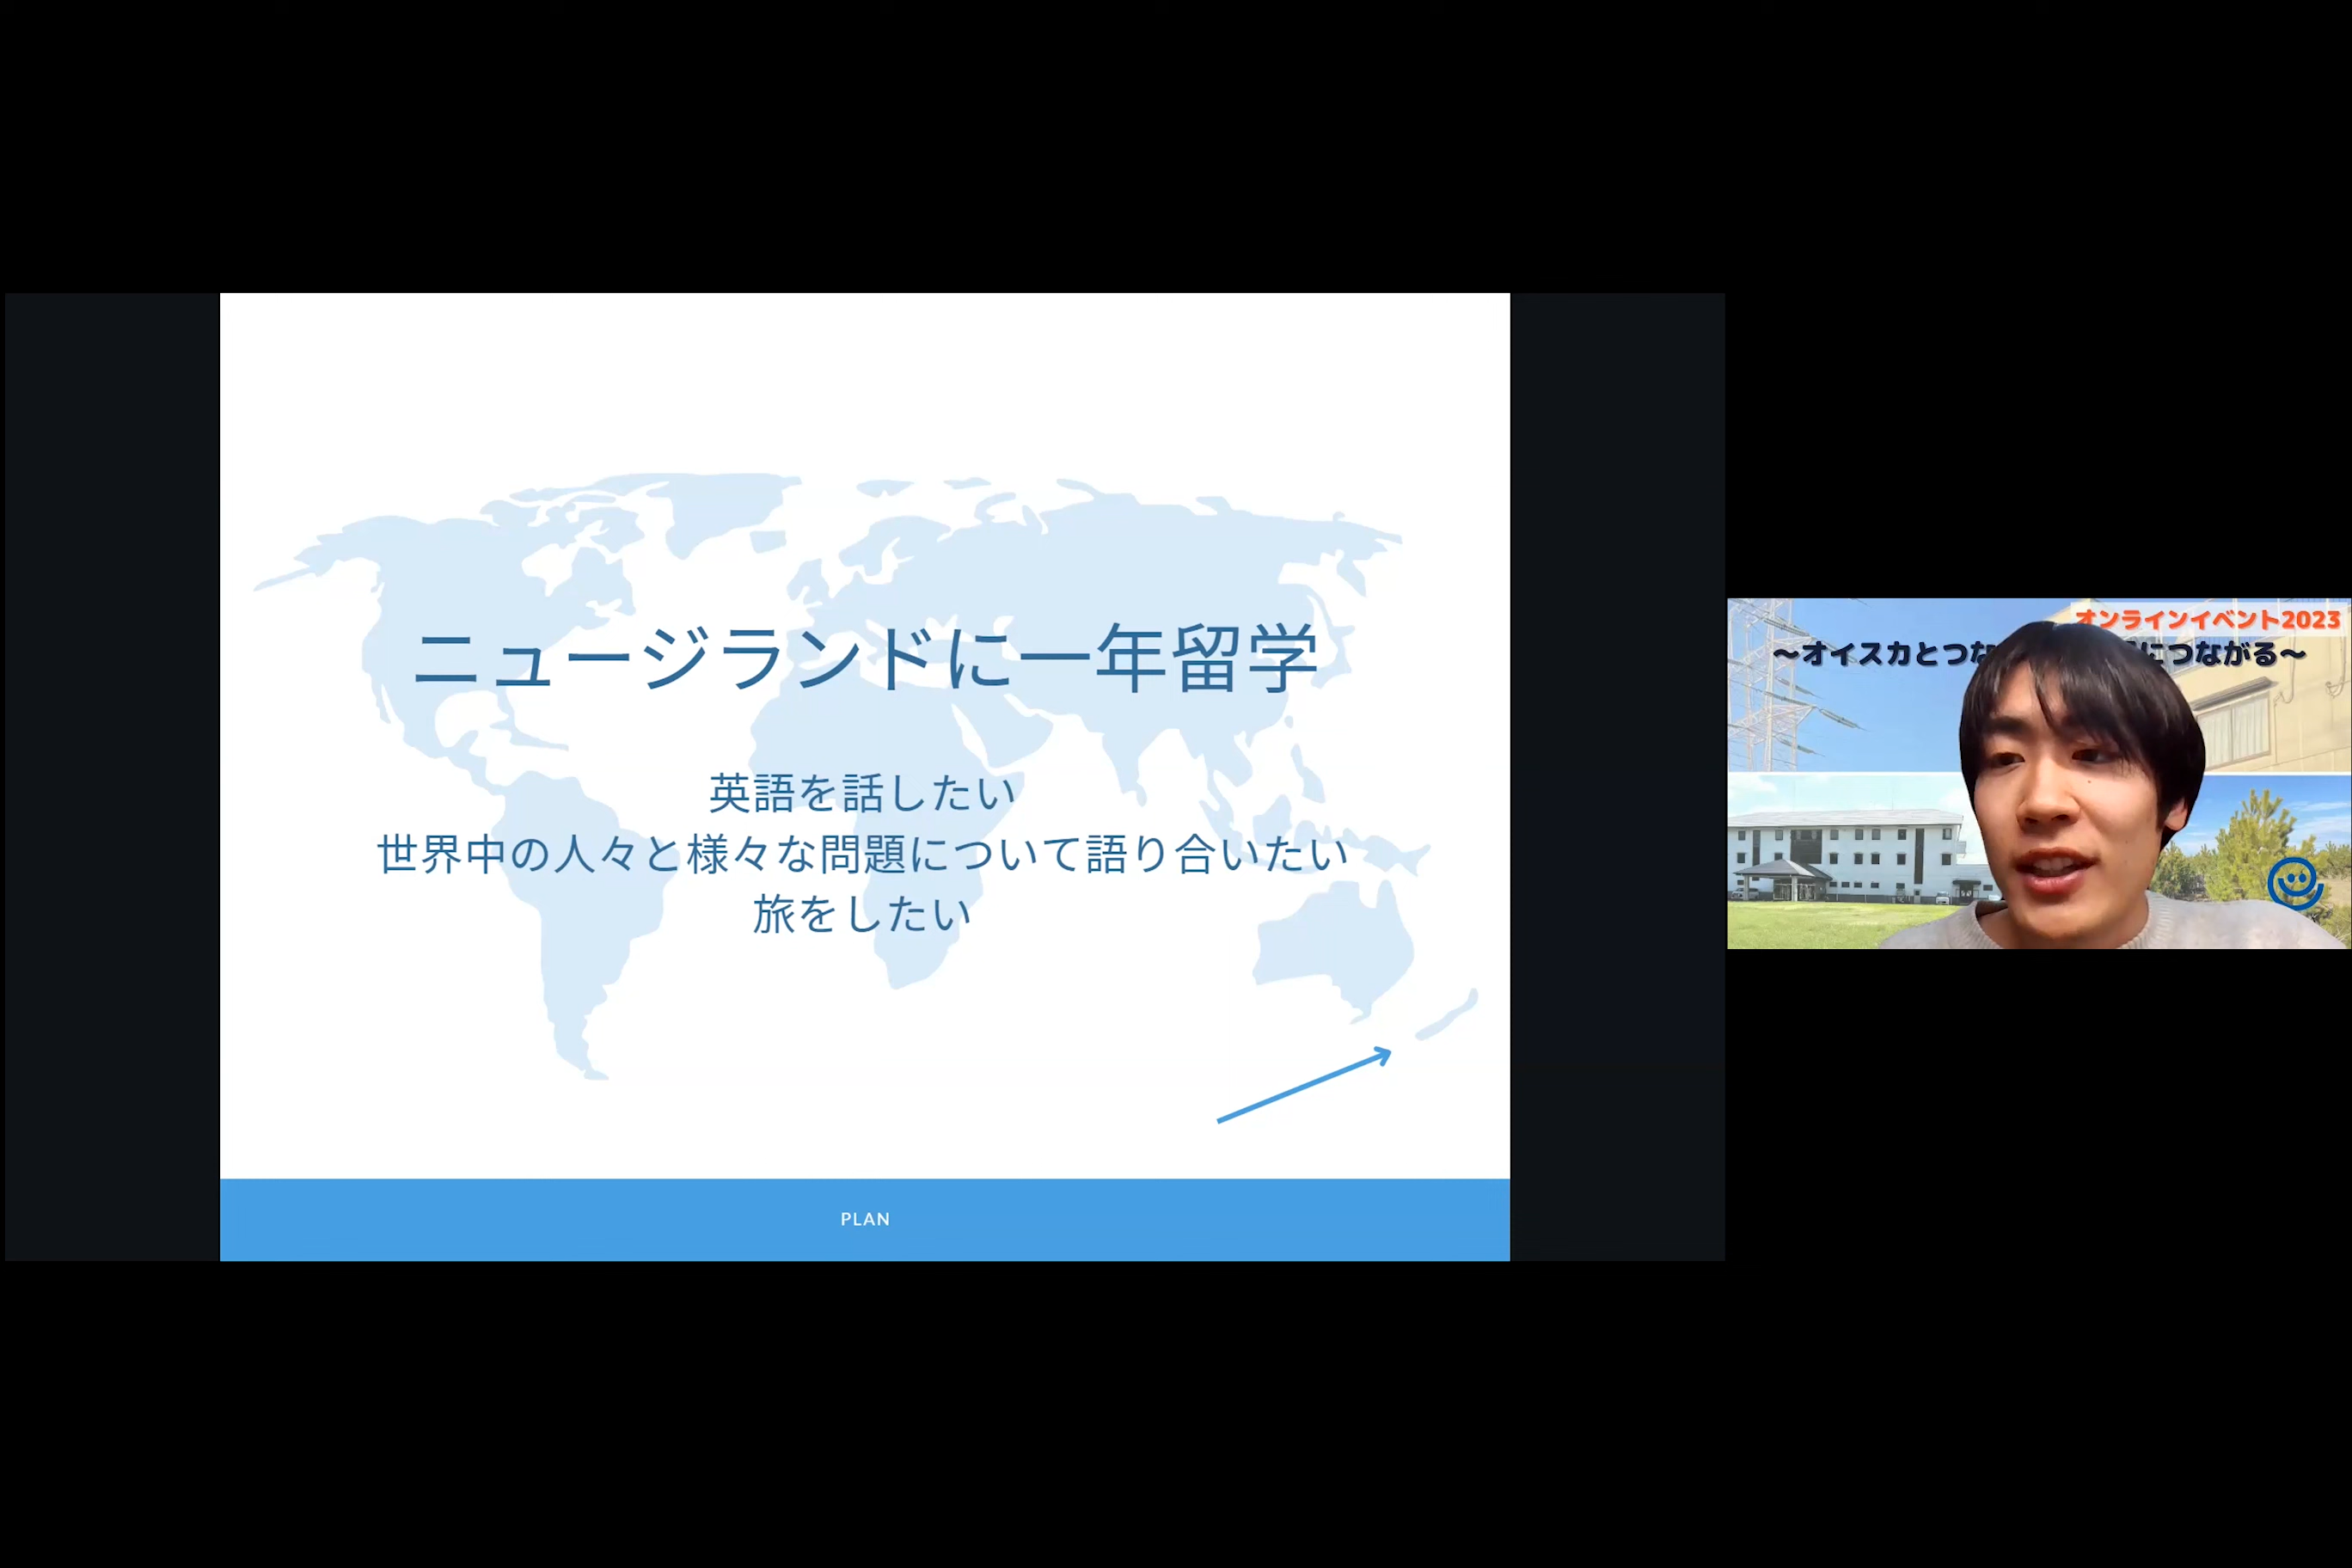 ニュージランドに一年留学
英語を話したい
世界中の人々と様々な問題について語り合いたい
旅をしたい
PLAN
オンラインイベント2023
〜オイスカとつな につながる〜